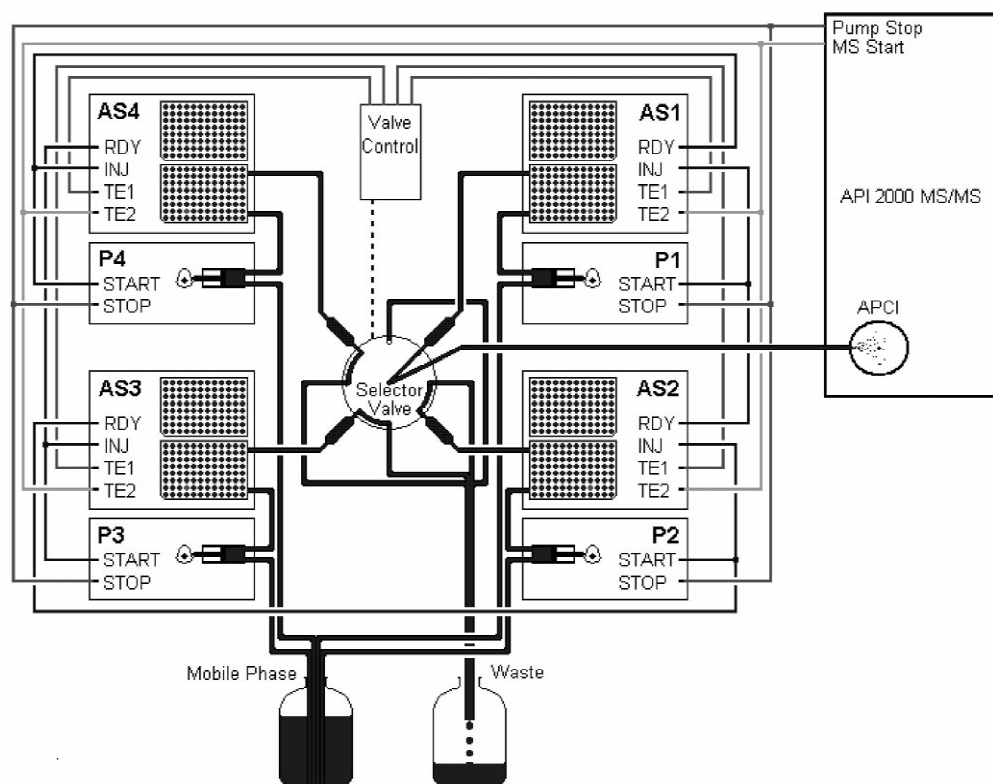 Pump Stop
MS Start
API 2000 MS/MS
APCI
AS4
RDY
INJ
TE1
TE2
Valve
Control
AS1
RDY
INJ
TE1
TE2
P4
START
STOP
P1
START
STOP
Selector
Valve
AS3
RDY
INJ
TE1
TE2
AS2
RDY
INJ
TE1
TE2
P3
START
STOP
P2
START
STOP
Mobile Phase
Waste